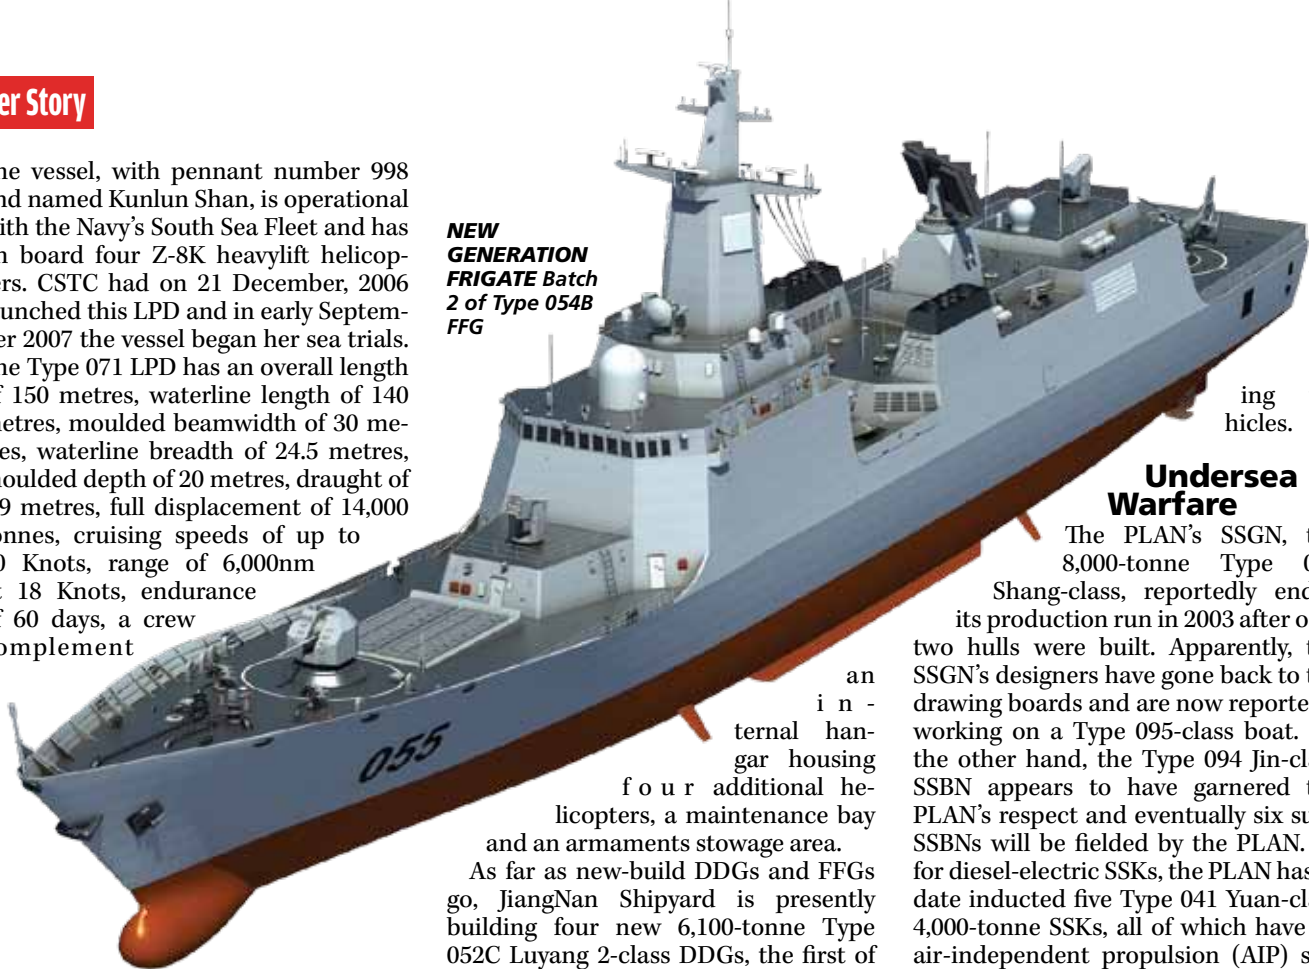 er Story
vessel, with pennant number 998
named Kunlun Shan, is operational
the Navy's South Sea Fleet and has
board four Z-8K heavylift helicop-
ers. CSTC had on 21 December, 2006
unched this LPD and in early Septem-
er 2007 the vessel began her sea trials.
Type 071 LPD has an overall length
150 metres, waterline length of 140
etres, moulded beamwidth of 30 me-
es, waterline breadth of 24.5 metres,
oulded depth of 20 metres, draught of
9 metres, full displacement of 14,000
onnes, cruising speeds of up to
0 Knots, range of 6,000nm
18 Knots, endurance
60 days, a crew
omplement
NEW
GENERATION
FRIGATE Batch
2 of Type 054B
FFG
055
an
in-
ternal han-
gar housing
four additional he-
licopters, a maintenance bay
and an armaments stowage area.
As far as new-build DDGs and FFGs
go, JiangNan Shipyard is presently
building four new 6,100-tonne Type
052C Luyang 2-class DDGs, the first of
ing
hicles.
Undersea
Warfare
The PLAN's SSGN, t
8,000-tonne Type 0
Shang-class, reportedly end
its production run in 2003 after o
two hulls were built. Apparently, t
SSGN's designers have gone back to t
drawing boards and are now reporte
working on a Type 095-class boat.
the other hand, the Type 094 Jin-cla
SSBN appears to have garnered t
PLAN's respect and eventually six su
SSBNs will be fielded by the PLAN.
for diesel-electric SSKs, the PLAN has
date inducted five Type 041 Yuan-cla
4,000-tonne SSKs, all of which have
air-independent propulsion (AIP) s